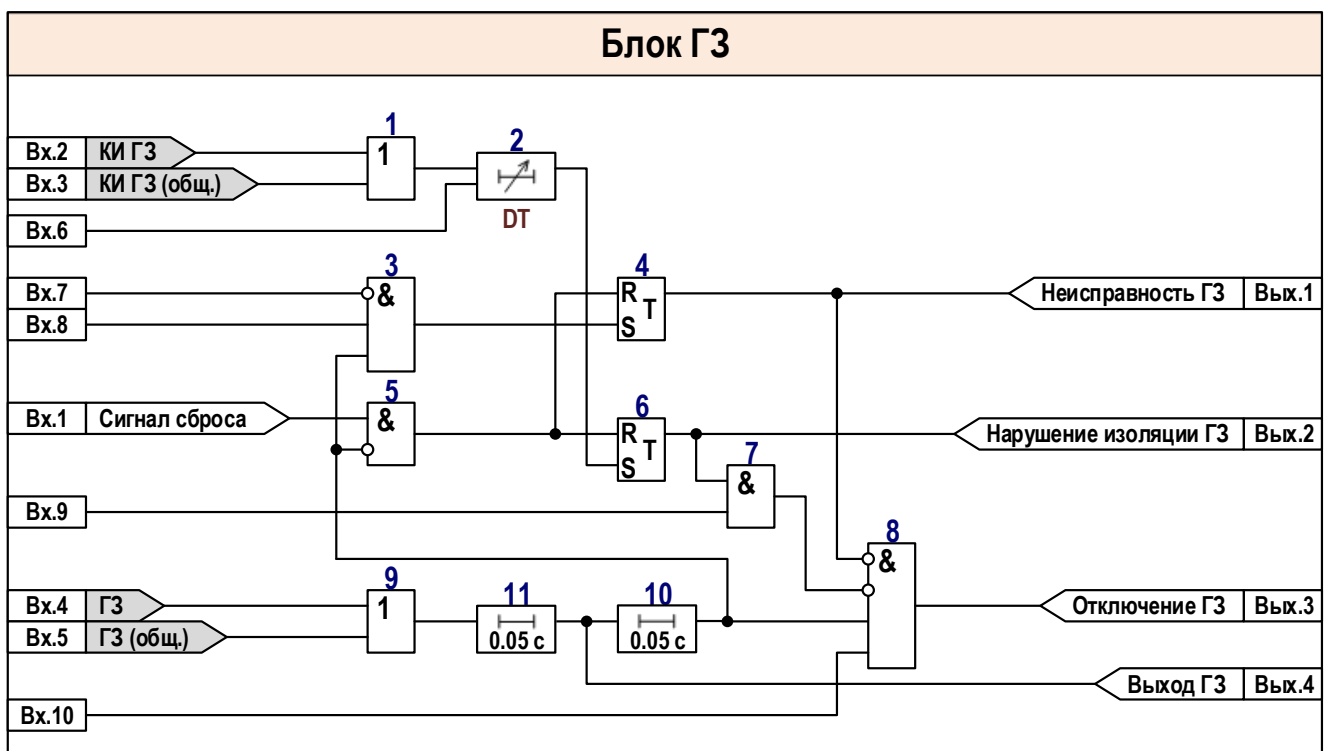 Блок ГЗ
1
Вх.2 КИ ГЗ 1
2
Вх.3 КИ ГЗ (общ.)
DT
Вх.6
3 4
Вх.7 & R T Неисправность ГЗ Вых.1
Вх.8 S
5 6
Вх.1 Сигнал сброса & R T Нарушение изоляции ГЗ Вых.2
S 7
&
Вх.9
8
&
9 11 10
Вх.4 ГЗ 1 Отключение ГЗ Вых.3
Вх.5 ГЗ (общ.) 0.05 с 0.05 с
Выход ГЗ Вых.4
Вх.10